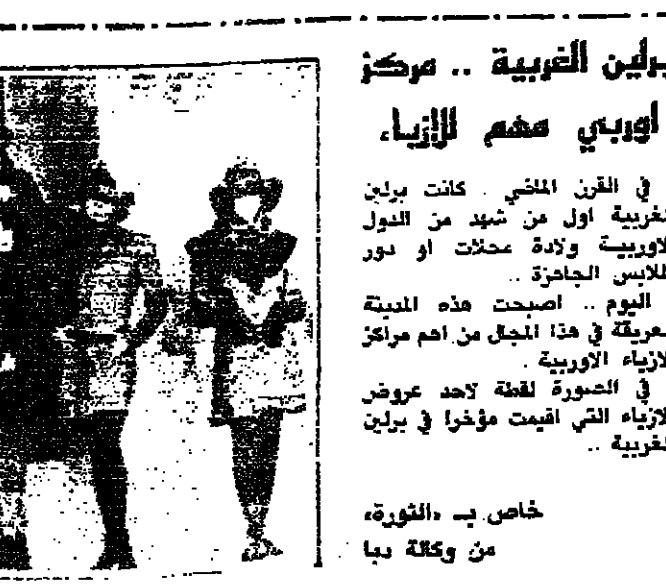 برلين الغربية .. مركز
اوربي مهم للازياء
في القرن الماضي . كانت برلين
لغربية اول من شهد من الدول
لاوربية ولادة محلات او دور
لملابس الجاهزة ..
اليوم .. اصبحت هذه المدينة
لعريقة في هذا المجال من اهم مراكز
لازياء الاوربية .
في الصورة لقطة لاحد عروض
لازياء التي اقيمت مؤخرا في برلين
لغربية ..
خاص بـ «الثورة»
من وكالة دبا